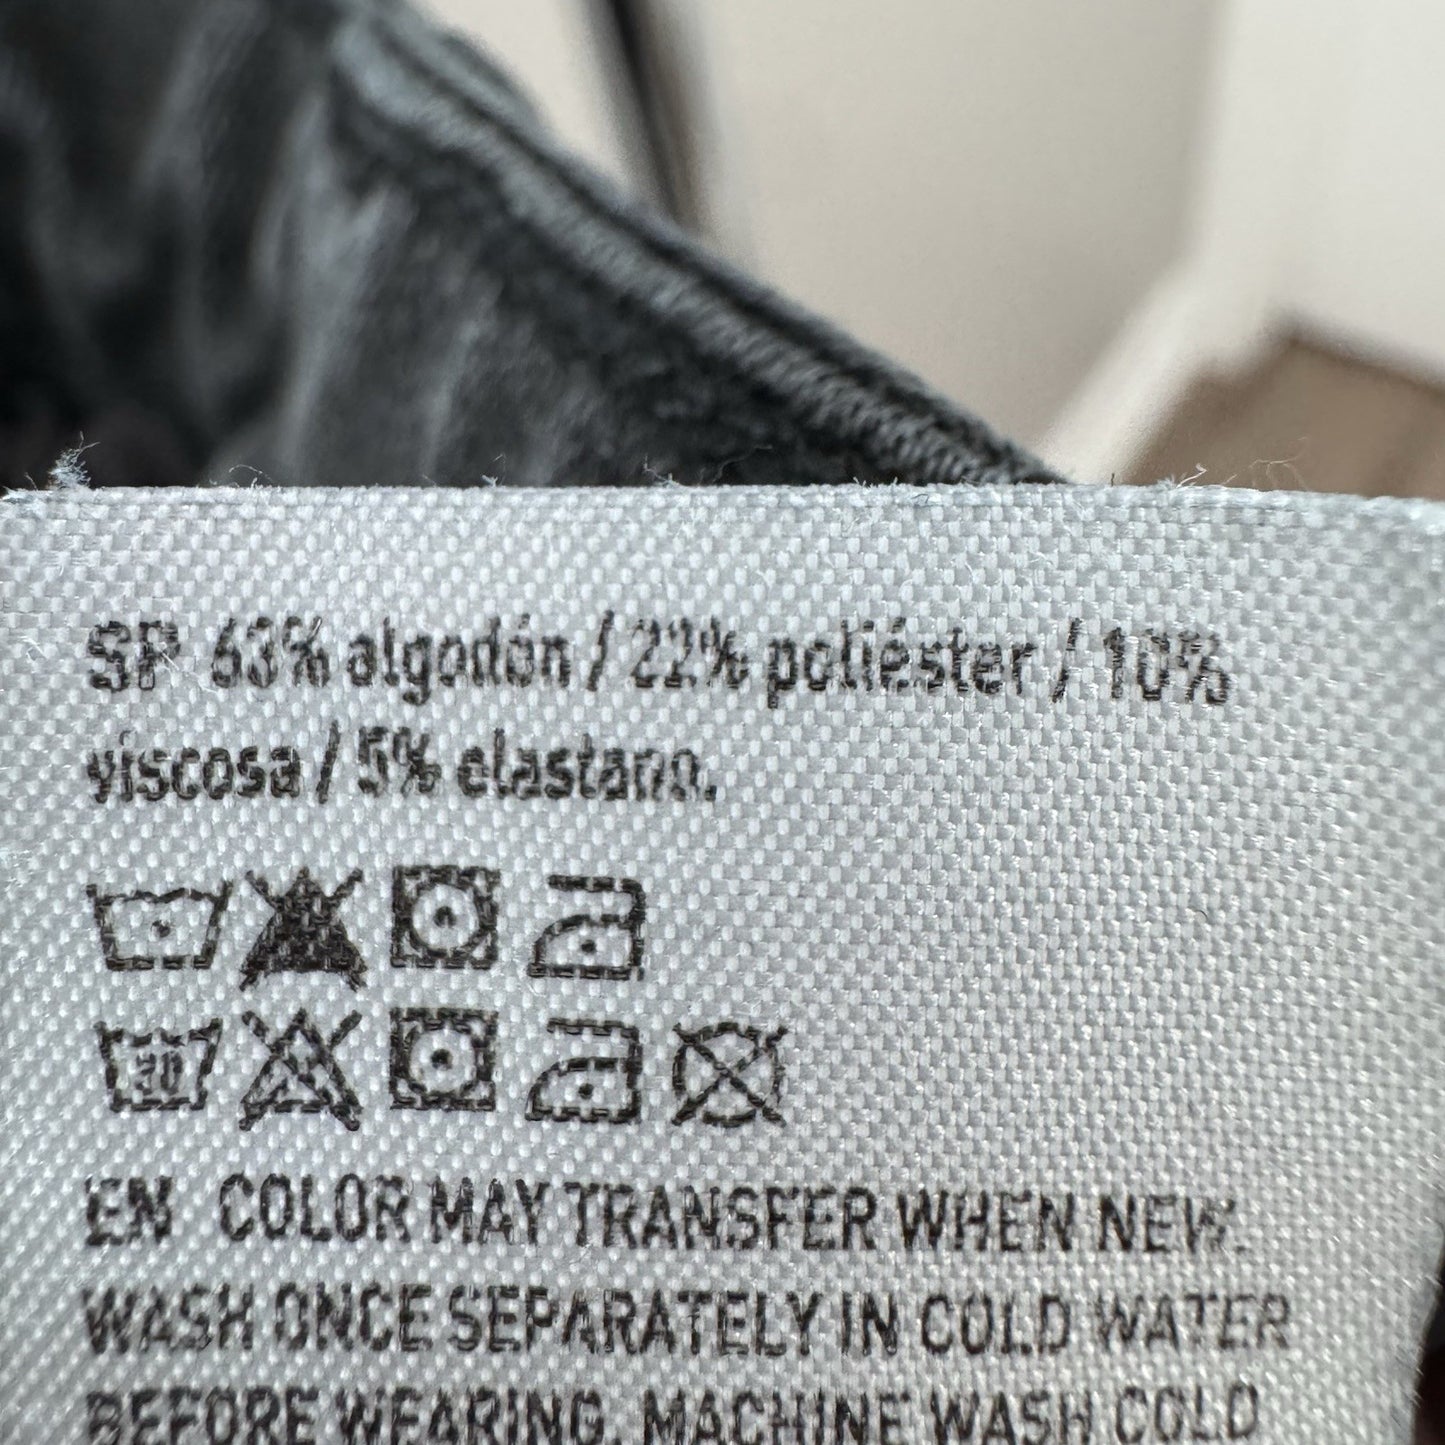 SP 63% algodón / 22% poliéster / 10%
viscosa / 5% elastano.
30
EN COLOR MAY TRANSFER WHEN NEW.
WASH ONCE SEPARATELY IN COLD WATER
BEFORE WEARING. MACHINE WASH COLD